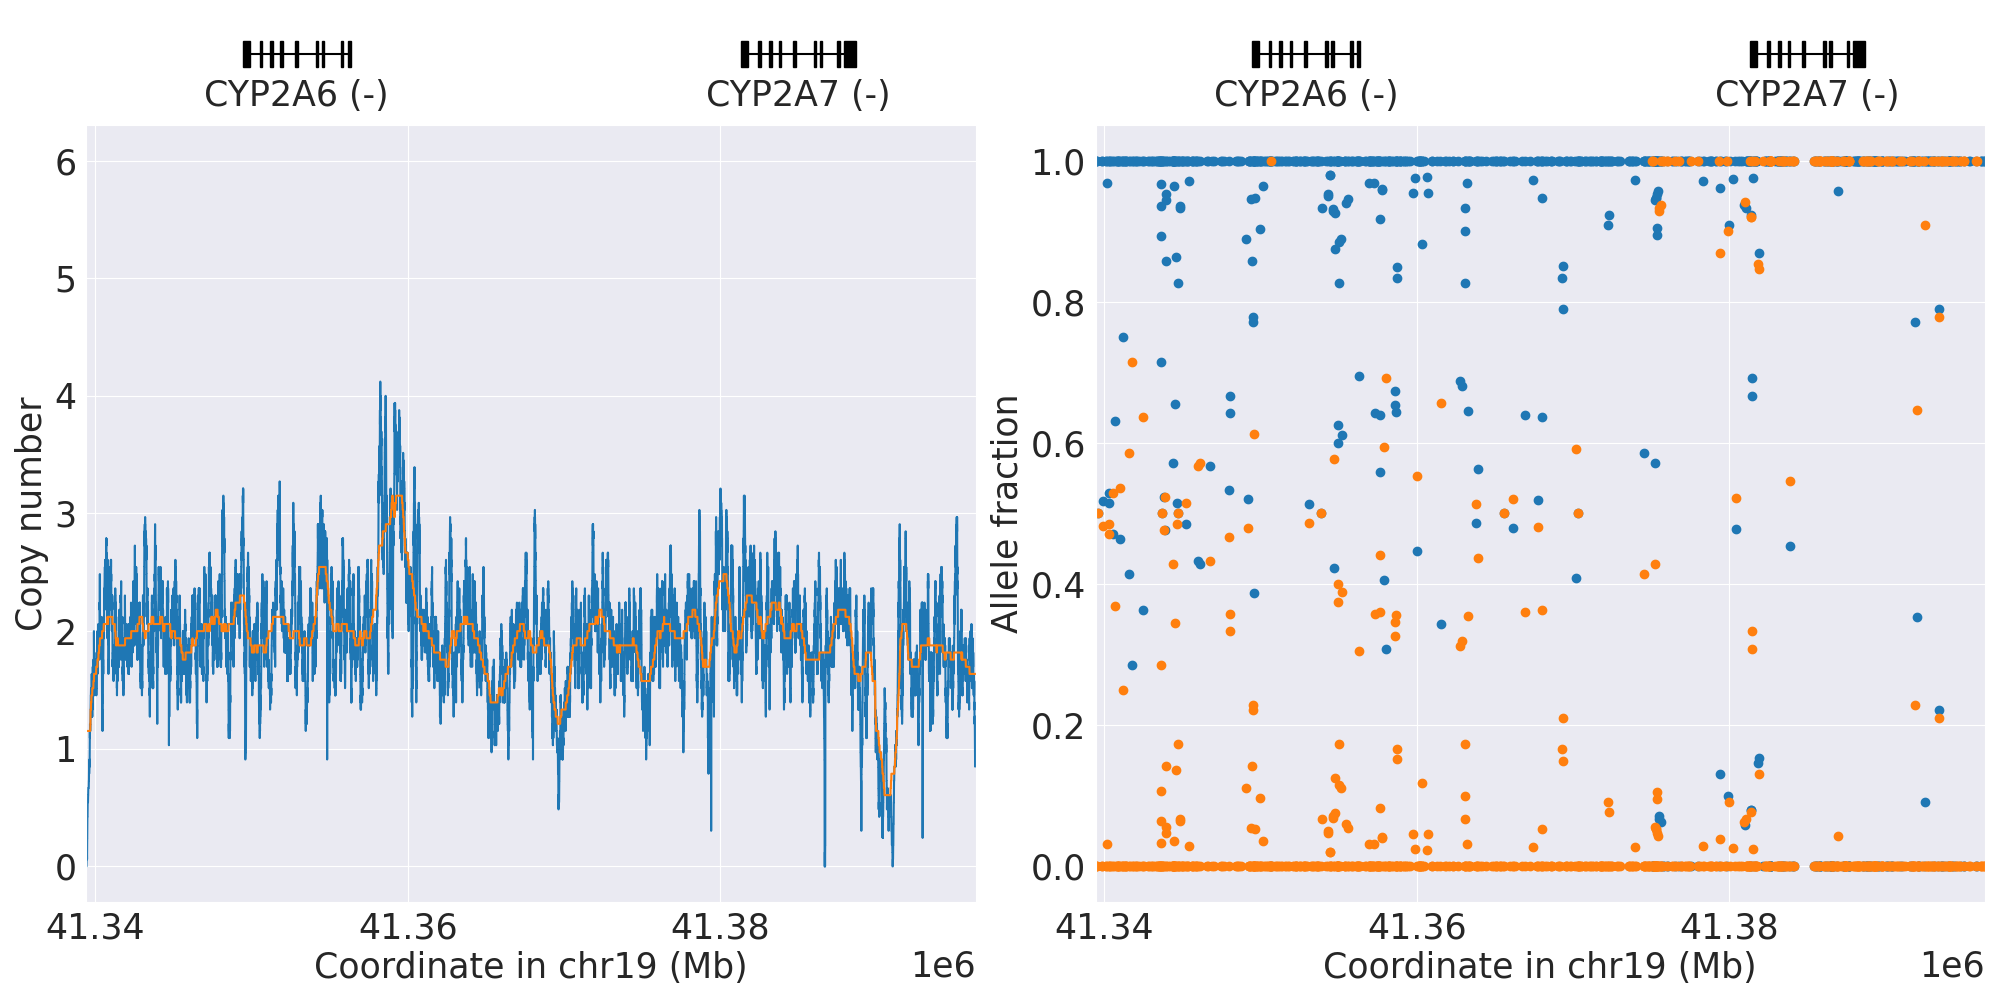 CYP2A6 (-) CYP2A7 (-) CYP2A6 (-) CYP2A7 (-)
6
5
4
3
2
1
0
Copy number
41.34 41.36 41.38
Coordinate in chr19 (Mb) 1e6
1.0
0.8
0.6
0.4
0.2
0.0
Allele fraction
41.34 41.36 41.38
Coordinate in chr19 (Mb) 1e6